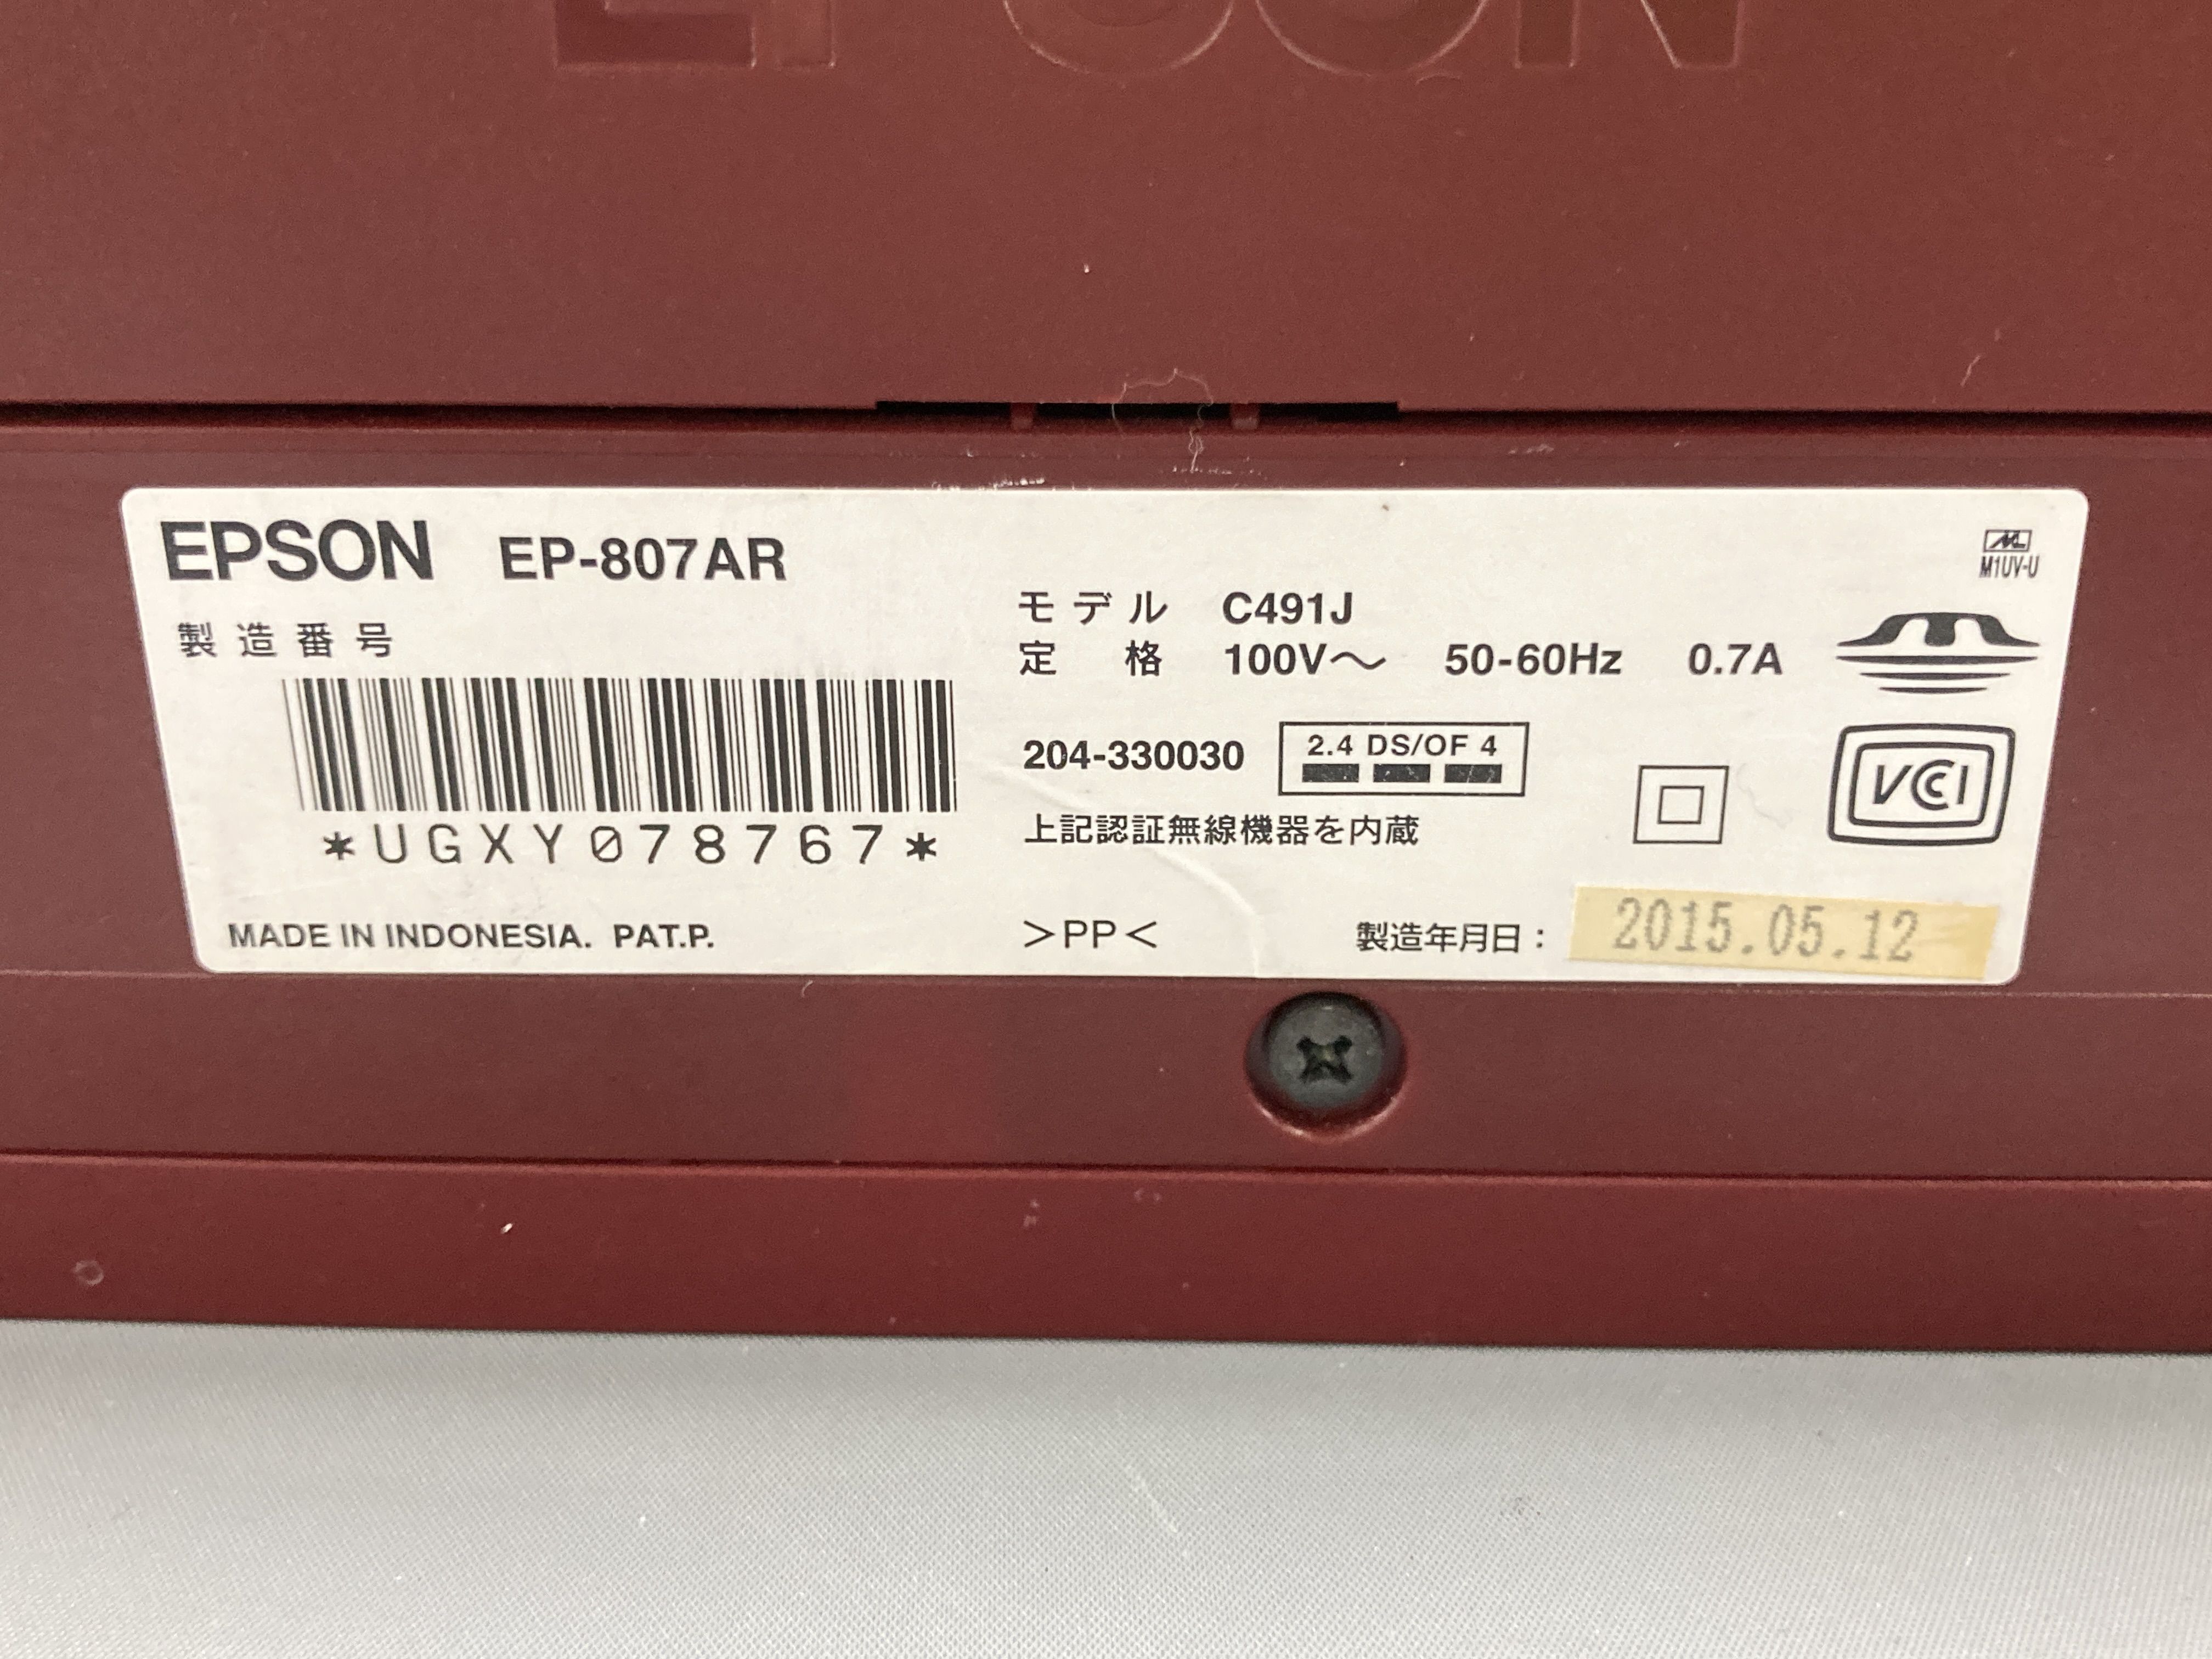 EPSON
EPSON EP-807AR
製造番号
*UGXY078767*
MADE IN INDONESIA. PAT.P.
モデル C491J
定格 100V〜 50-60Hz 0.7A
204-330030 2.4 DS/OF 4
上記認証無線機器を内蔵
>PP< 製造年月日: 2015.05.12
M1UV-U
VCCI